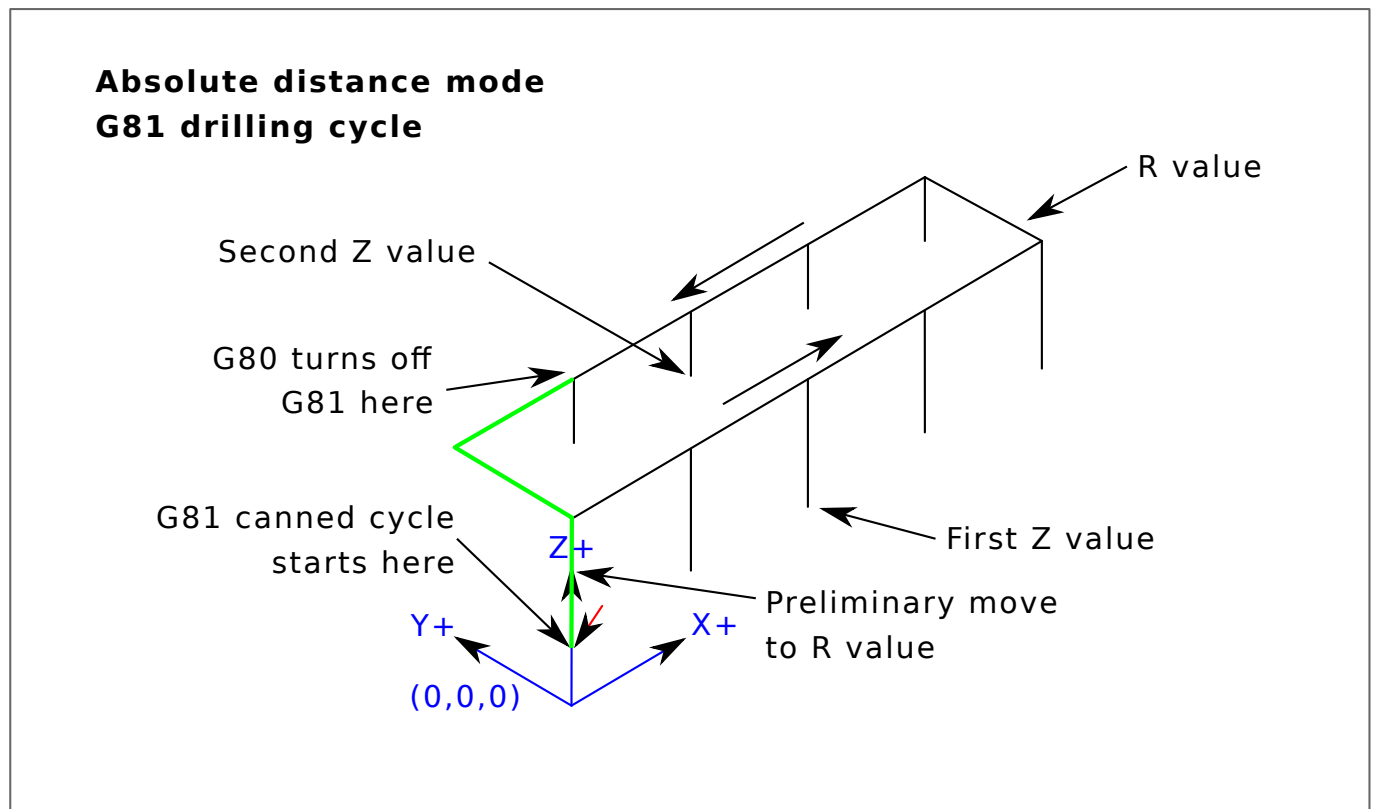 Absolute distance mode
G81 drilling cycle
R value
Second Z value
G80 turns off
G81 here
G81 canned cycle
starts here
First Z value
Z+
Preliminary move
to R value
Y+
X+
(0,0,0)